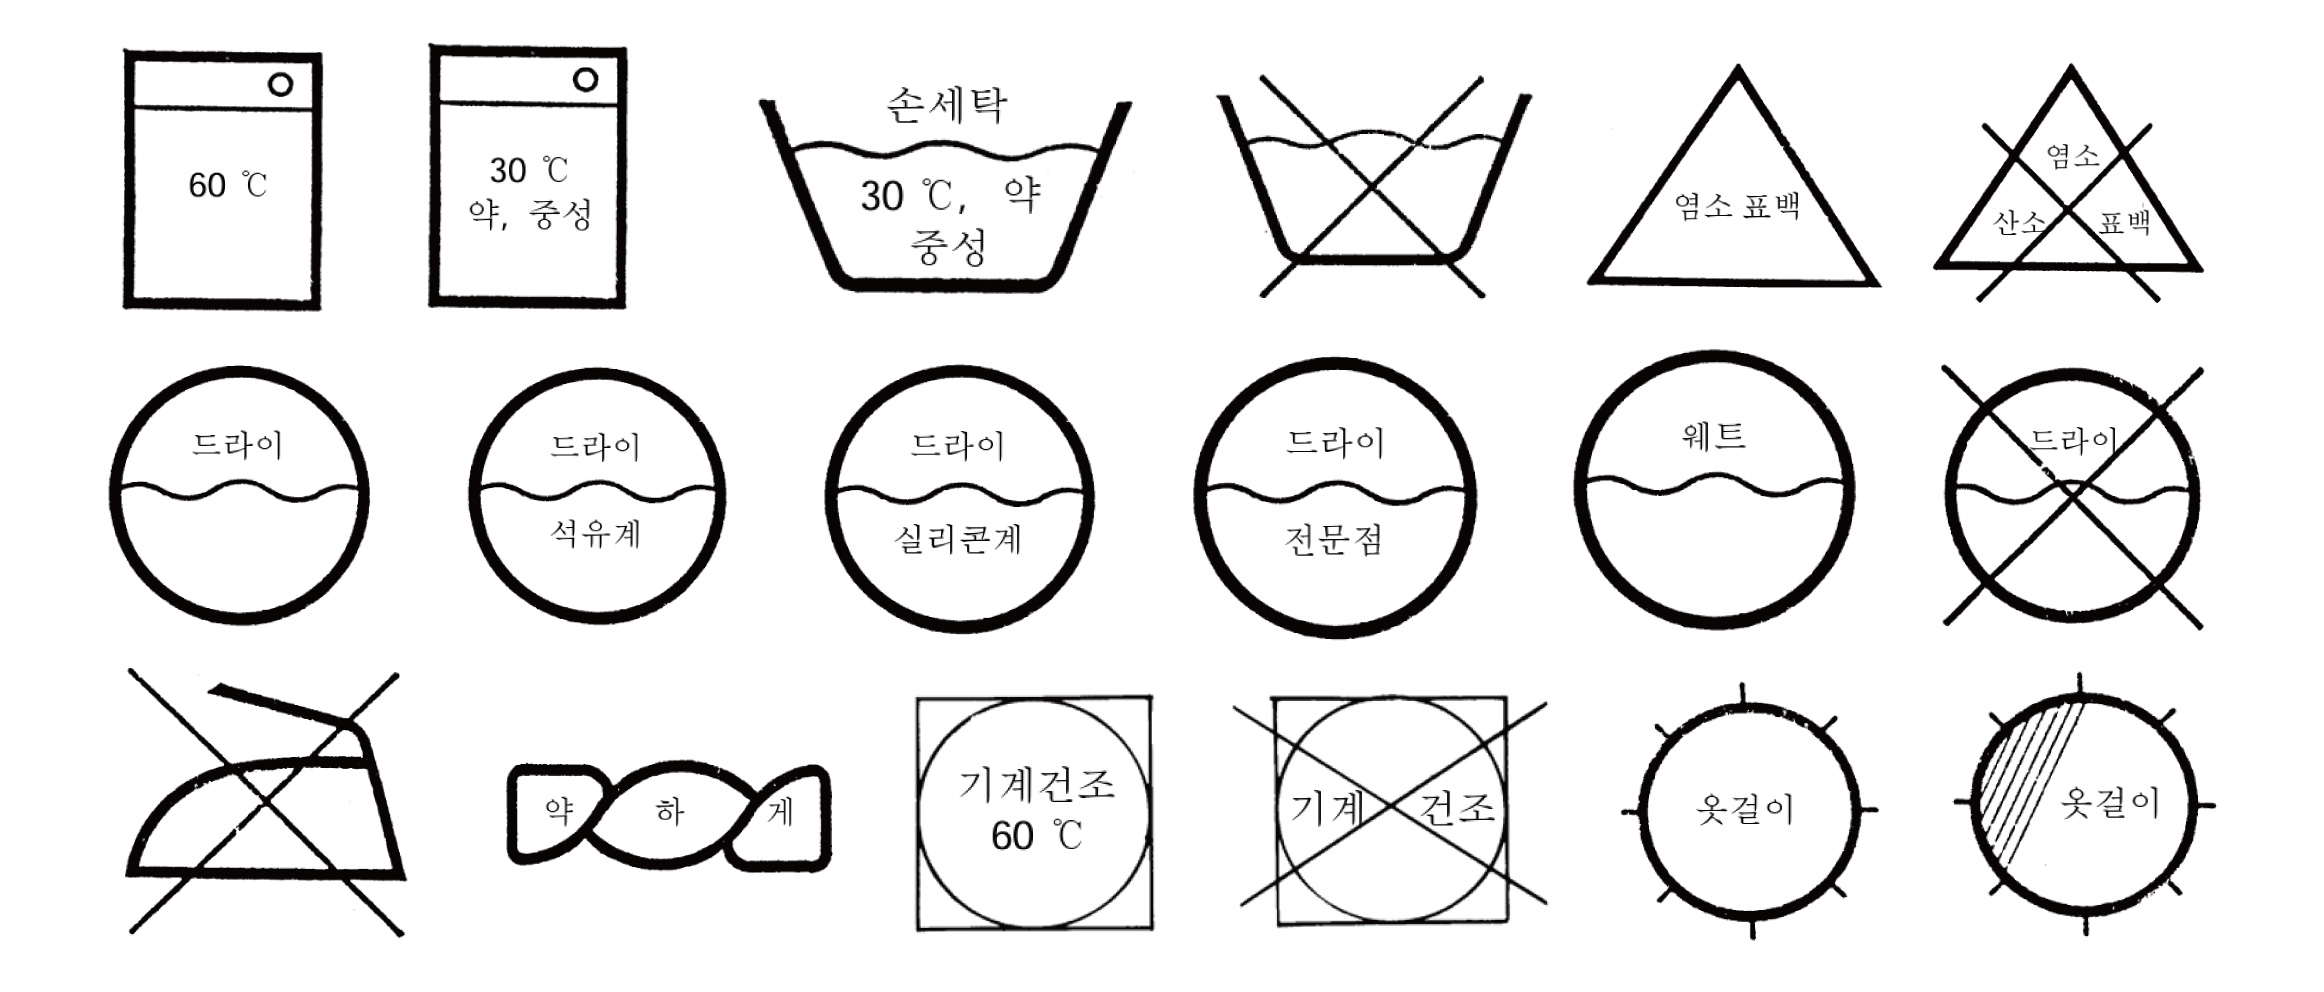 60 ℃
30 ℃
약, 중성
손세탁
30 ℃, 약
중성
염소 표백
염소
산소 표백
드라이
드라이
석유계
드라이
실리콘계
드라이
전문점
웨트
드라이
약 하 게
기계건조
60 ℃
기계 건조
옷걸이
옷걸이